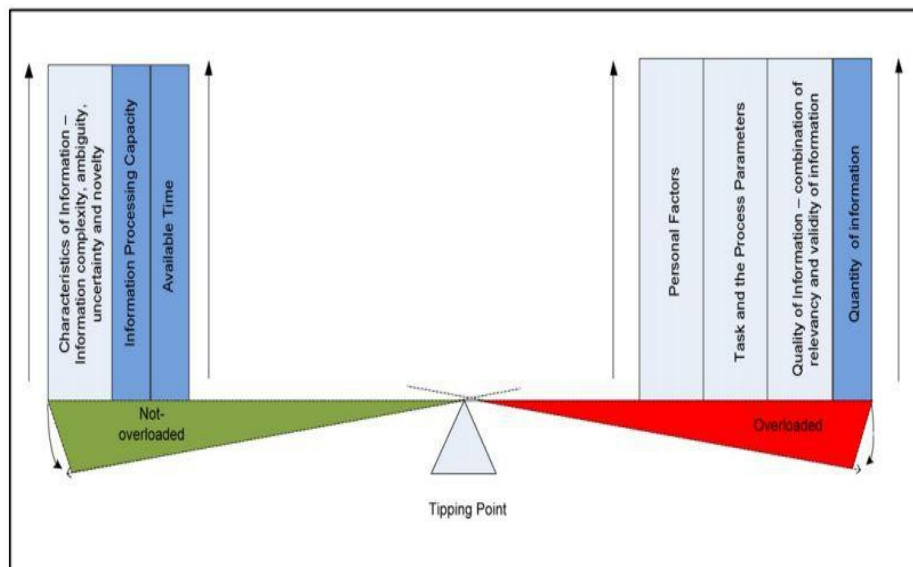 Characteristics of Information –
Information complexity, ambiguity,
uncertainty and novelty
Information Processing Capacity
Available Time
Personal Factors
Task and the Process Parameters
Quality of Information – combination of
relevancy and validity of information
Quantity of information
Not-
overloaded
Overloaded
Tipping Point